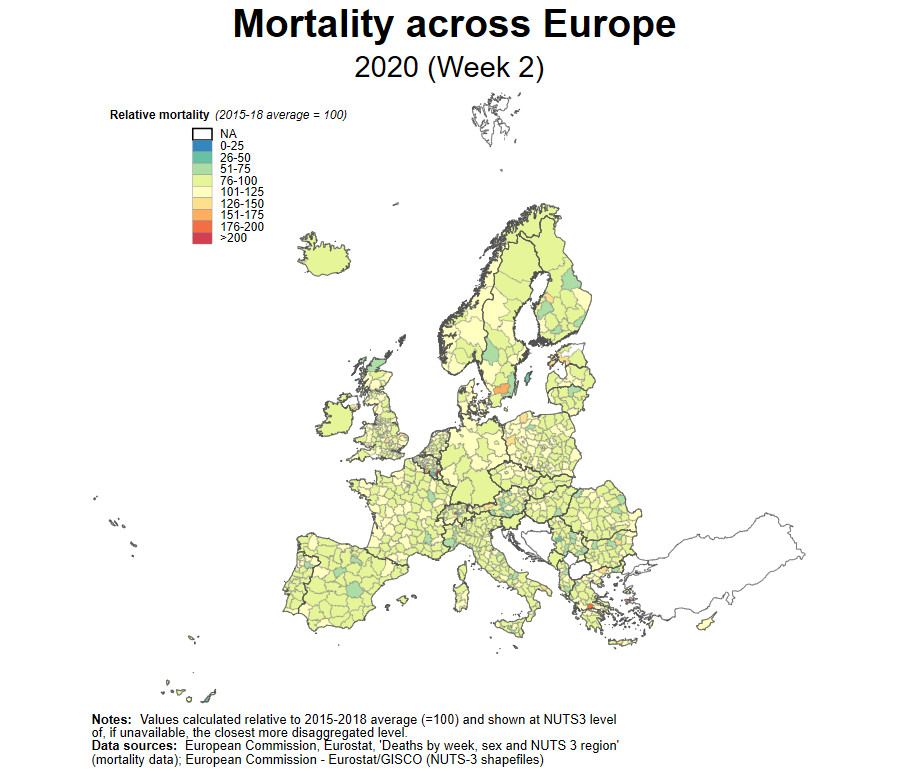 Mortality across Europe
2020 (Week 2)
Relative mortality (2015-18 average = 100)
NA
0-25
26-50
51-75
76-100
101-125
126-150
151-175
176-200
>200
Notes: Values calculated relative to 2015-2018 average (=100) and shown at NUTS3 level
of, if unavailable, the closest more disaggregated level.
Data sources: European Commission, Eurostat, 'Deaths by week, sex and NUTS 3 region'
(mortality data); European Commission - Eurostat/GISCO (NUTS-3 shapefiles)